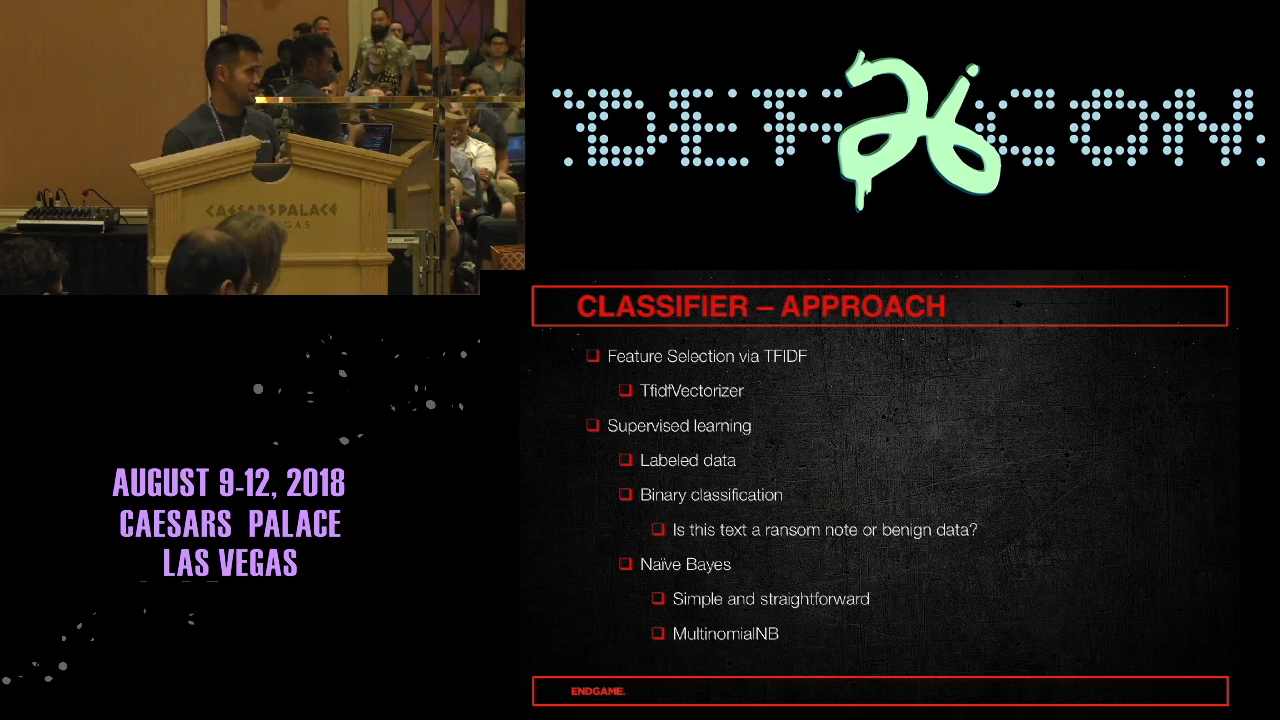 CAESARS PALACE
GAS
DEF 26 CON
CLASSIFIER – APPROACH
Feature Selection via TFIDF
TfidfVectorizer
Supervised learning
Labeled data
Binary classification
Is this text a ransom note or benign data?
Naïve Bayes
Simple and straightforward
MultinomialNB
ENDGAME.
AUGUST 9-12, 2018
CAESARS PALACE
LAS VEGAS